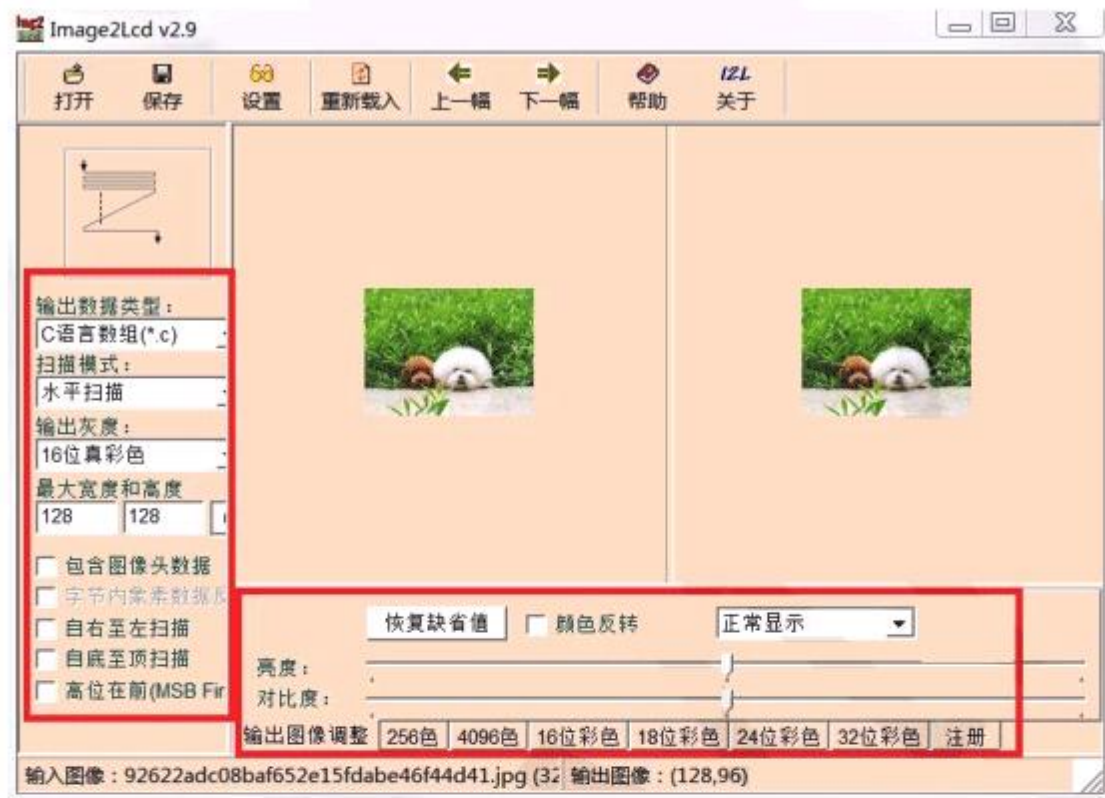 Image2Lcd v2.9
打开 保存 设置 重新载入 上一幅 下一幅 帮助 关于
输出数据类型：
C语言数组(*.c)
扫描模式：
水平扫描
输出灰度：
16位真彩色
最大宽度和高度
128 128
包含图像头数据
字节内象素数据反
自右至左扫描
自底至顶扫描
高位在前(MSB Fir
恢复缺省值 颜色反转 正常显示
亮度：
对比度：
输出图像调整 256色 4096色 16位彩色 18位彩色 24位彩色 32位彩色 注册
输入图像：92622adc08baf652e15fdabe46f44d41.jpg (32 输出图像：(128,96)